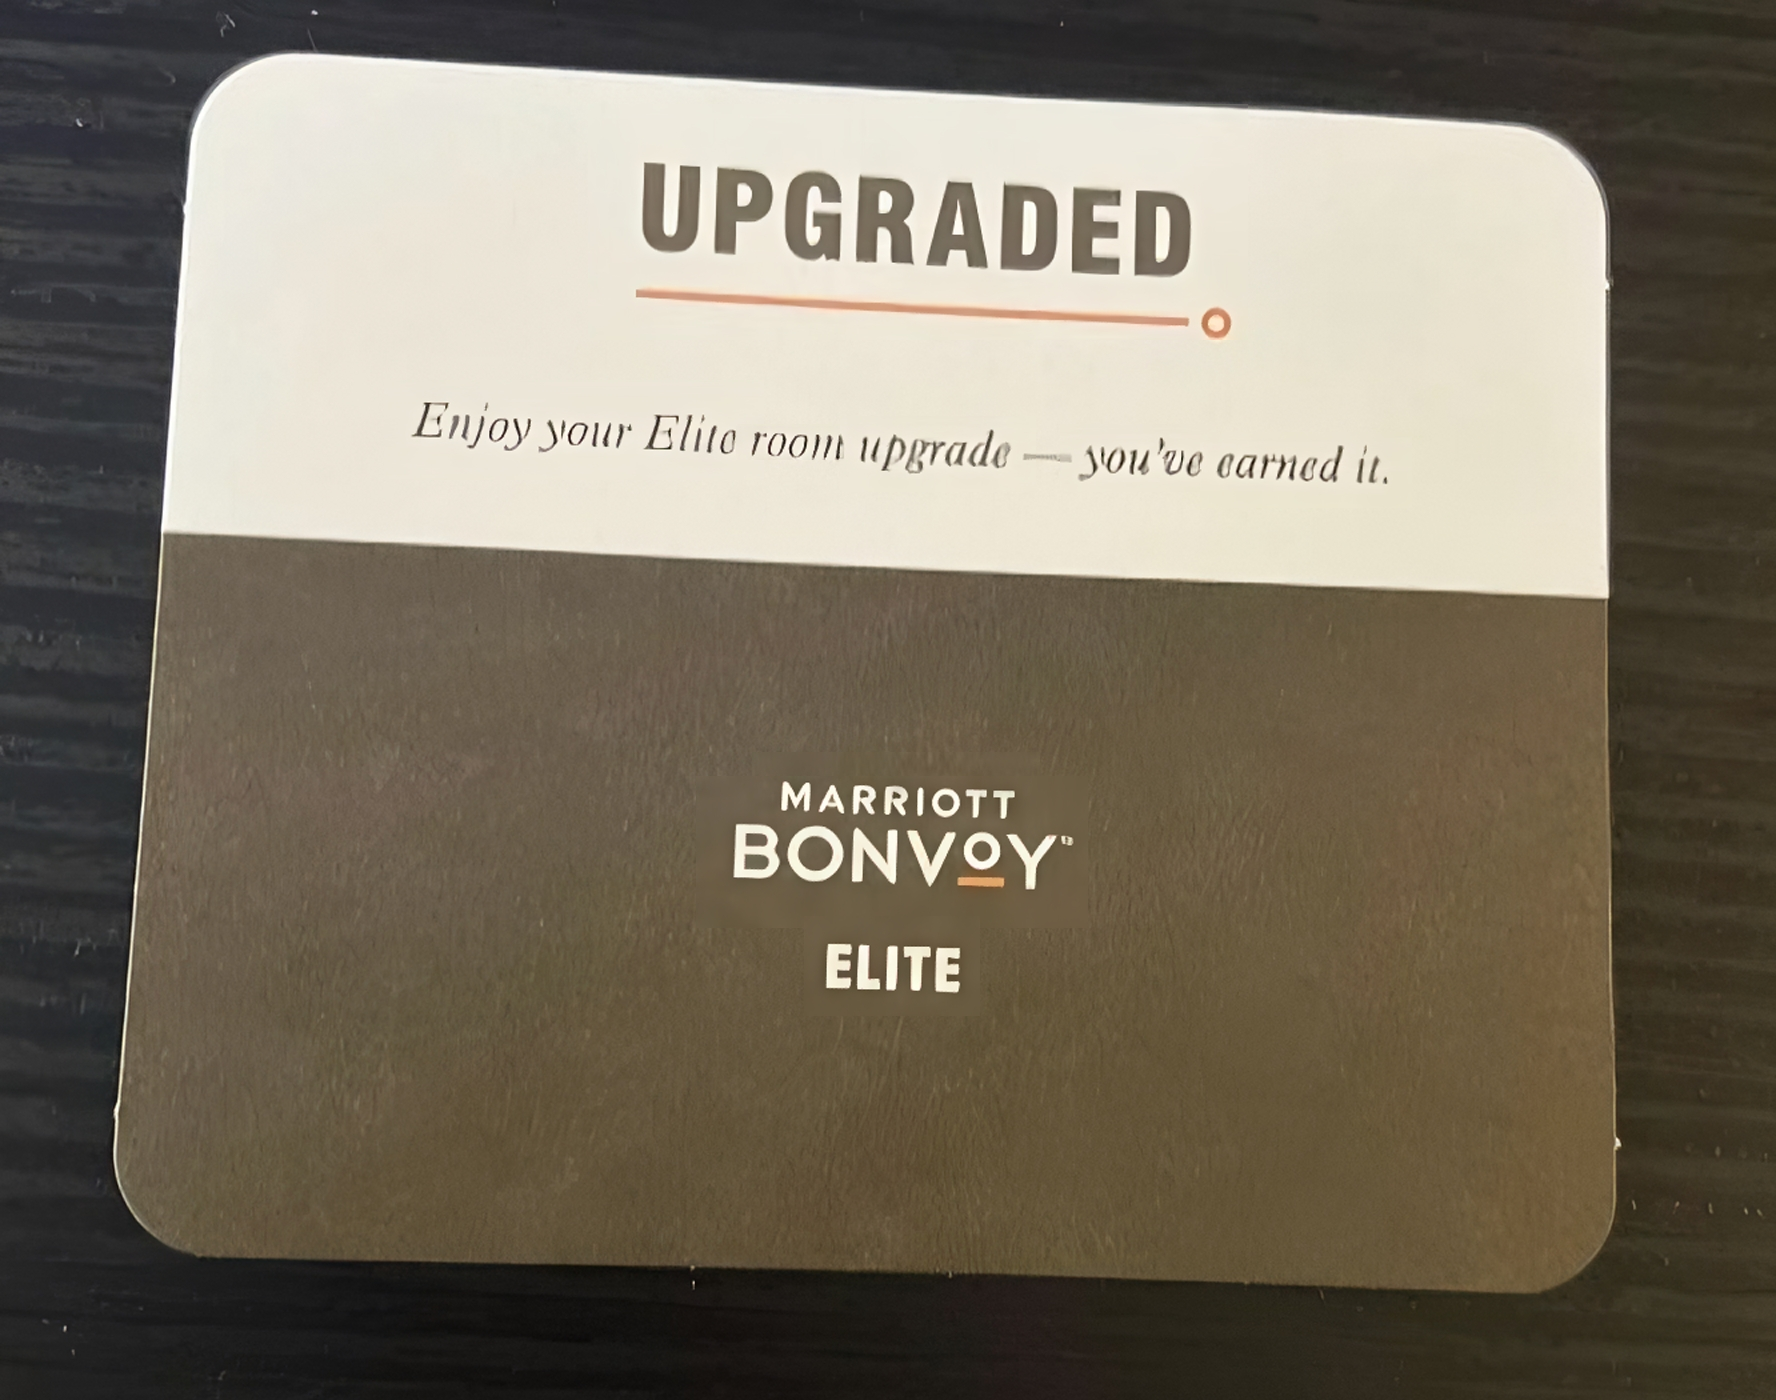 UPGRADED
Enjoy your Elite room upgrade — you've earned it.
MARRIOTT
BONVOY
ELITE